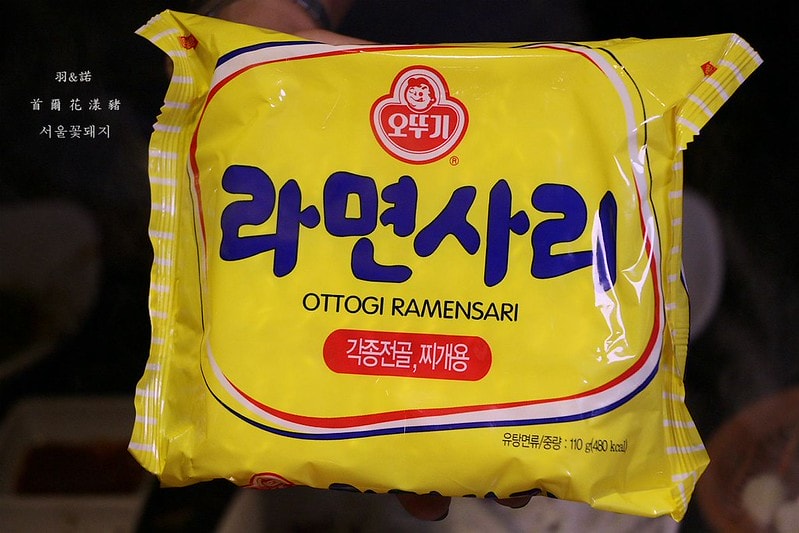 羽&諾
首爾花漾豬
서울꽃돼지
오뚜기
®
라면사리
OTTOGI RAMENSARI
각종전골, 찌개용
유탕면류/중량 : 110 g(480 kcal)